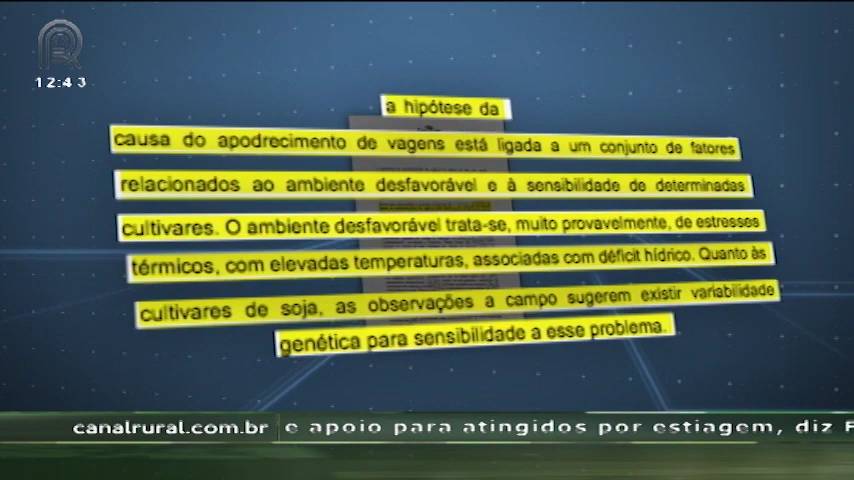 12:43
a hipótese da
causa do apodrecimento de vagens está ligada a um conjunto de fatores
relacionados ao ambiente desfavorável e à sensibilidade de determinadas
cultivares. O ambiente desfavorável trata-se, muito provavelmente, de estresses
térmicos, com elevadas temperaturas, associadas com déficit hídrico. Quanto às
cultivares de soja, as observações a campo sugerem existir variabilidade
genética para sensibilidade a esse problema.
canalrural.com.br e apoio para atingidos por estiagem, diz F